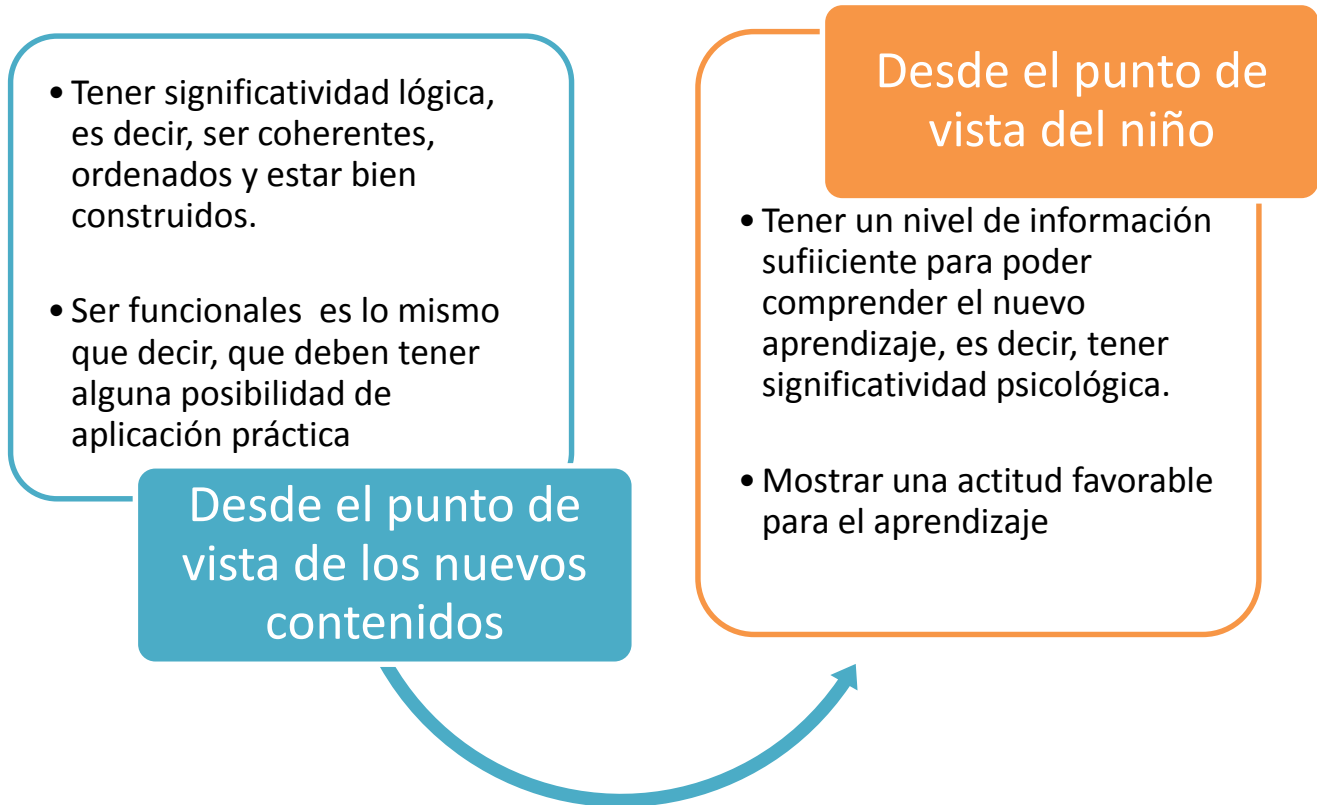 • Tener significatividad lógica,
es decir, ser coherentes,
ordenados y estar bien
construidos.
• Ser funcionales  es lo mismo
que decir, que deben tener
alguna posibilidad de
aplicación práctica
Desde el punto de
vista de los nuevos
contenidos
Desde el punto de
vista del niño
• Tener un nivel de información
sufiiciente para poder
comprender el nuevo
aprendizaje, es decir, tener
significatividad psicológica.
• Mostrar una actitud favorable
para el aprendizaje